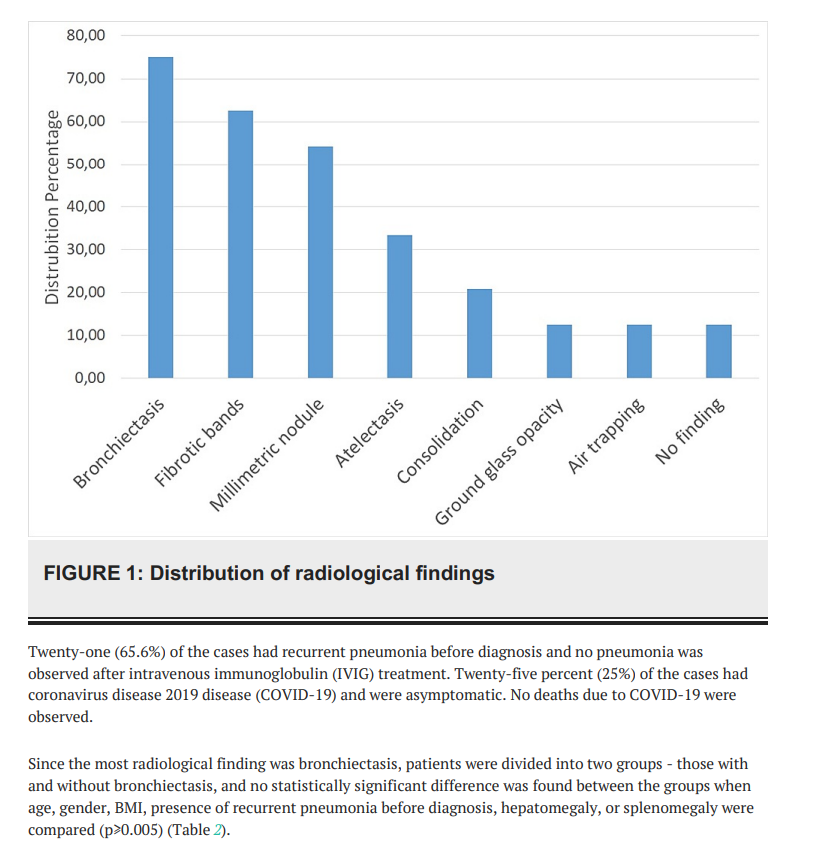 80,00
70,00
60,00
50,00
40,00
30,00
20,00
10,00
0,00
Distrubition Percentage
Bronchiectasis
Fibrotic bands
Millimetric nodule
Atelectasis
Consolidation
Ground glass opacity
Air trapping
No finding
FIGURE 1: Distribution of radiological findings
Twenty-one (65.6%) of the cases had recurrent pneumonia before diagnosis and no pneumonia was
observed after intravenous immunoglobulin (IVIG) treatment. Twenty-five percent (25%) of the cases had
coronavirus disease 2019 disease (COVID-19) and were asymptomatic. No deaths due to COVID-19 were
observed.
Since the most radiological finding was bronchiectasis, patients were divided into two groups - those with
and without bronchiectasis, and no statistically significant difference was found between the groups when
age, gender, BMI, presence of recurrent pneumonia before diagnosis, hepatomegaly, or splenomegaly were
compared (p⩾0.005) (Table 2).